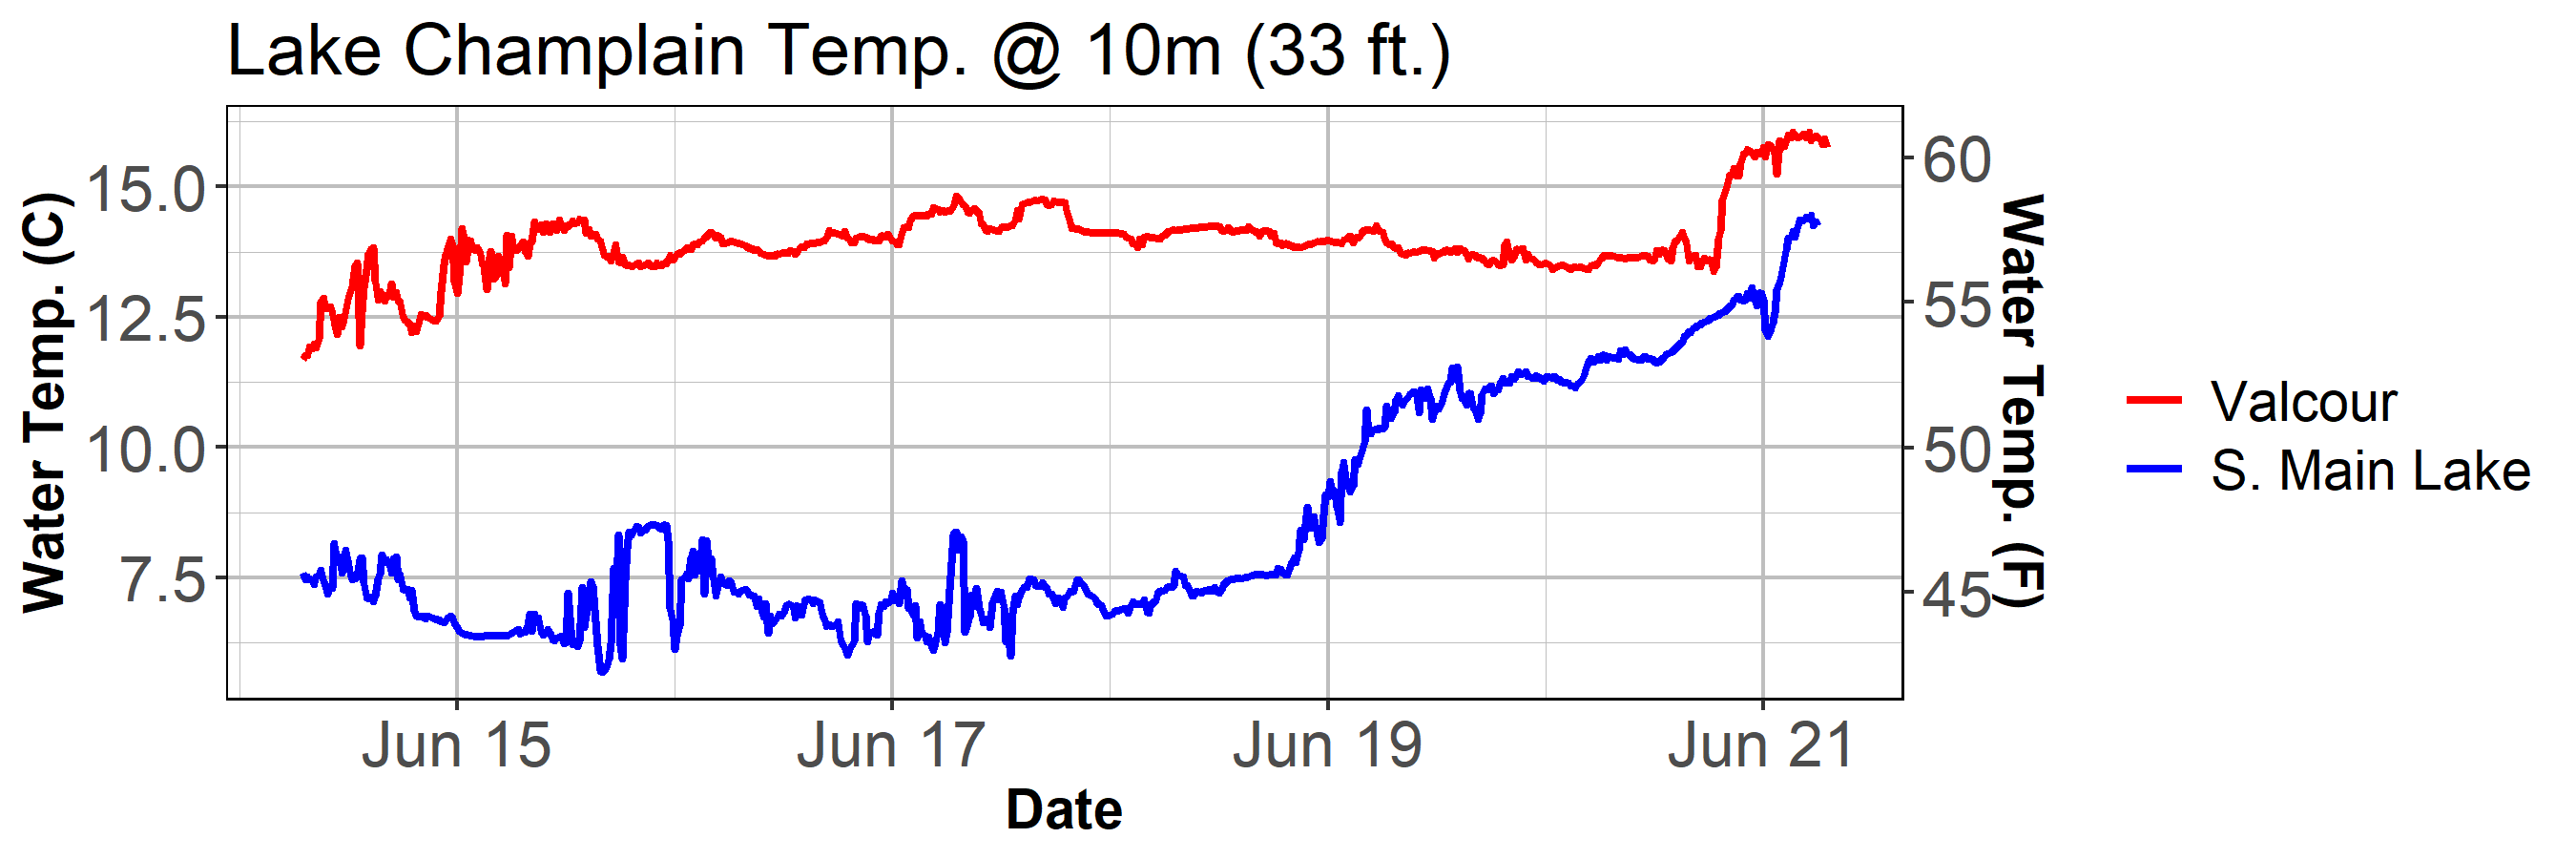 Lake Champlain Temp. @ 10m (33 ft.)
Water Temp. (C)
15.0
12.5
10.0
7.5
60
55
50
45
Water Temp. (F)
Jun 15 Jun 17 Jun 19 Jun 21
Date
Valcour
S. Main Lake